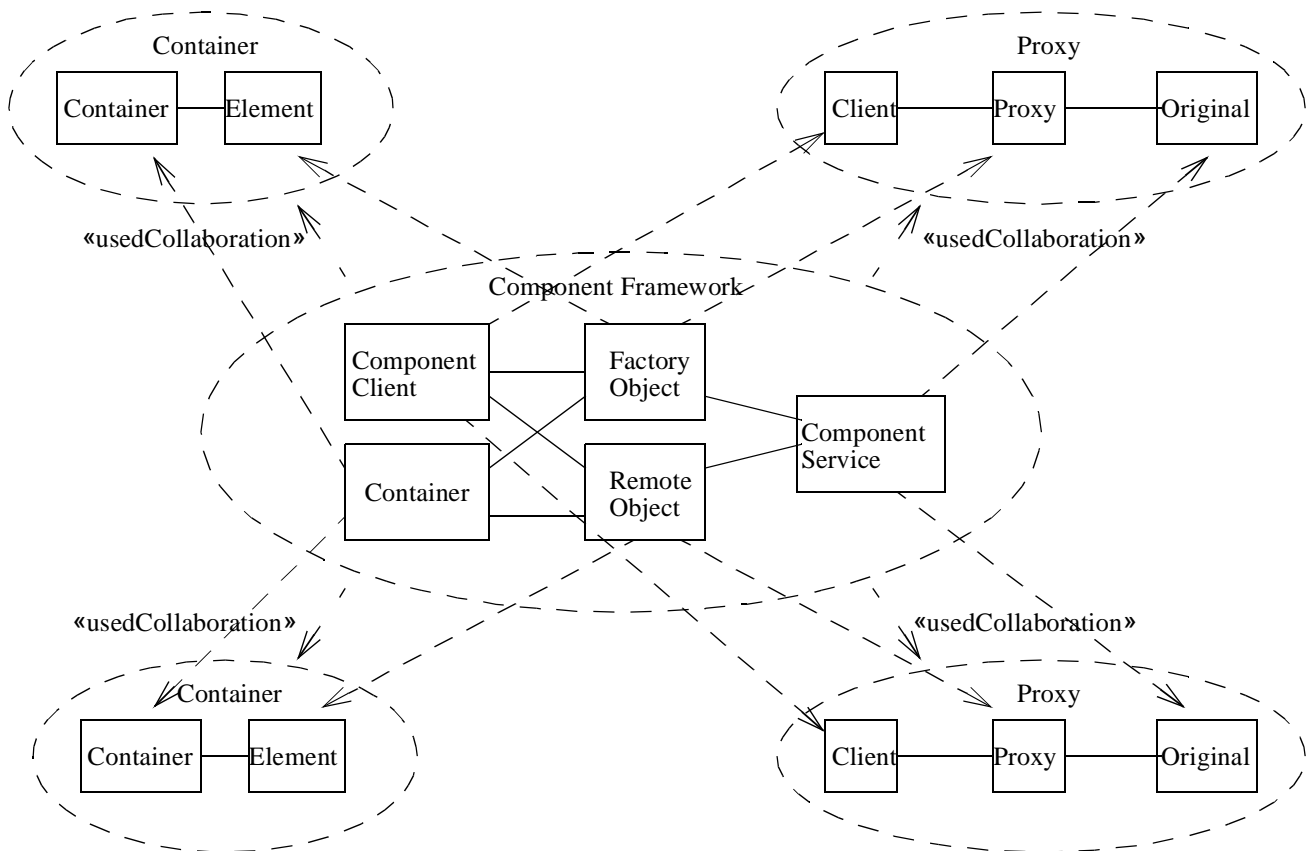 Container
Proxy
Container
Element
Client
Proxy
Original
«usedCollaboration»
«usedCollaboration»
Component Framework
Component
Client
Factory
Object
Component
Service
Container
Remote
Object
«usedCollaboration»
«usedCollaboration»
Container
Proxy
Container
Element
Client
Proxy
Original